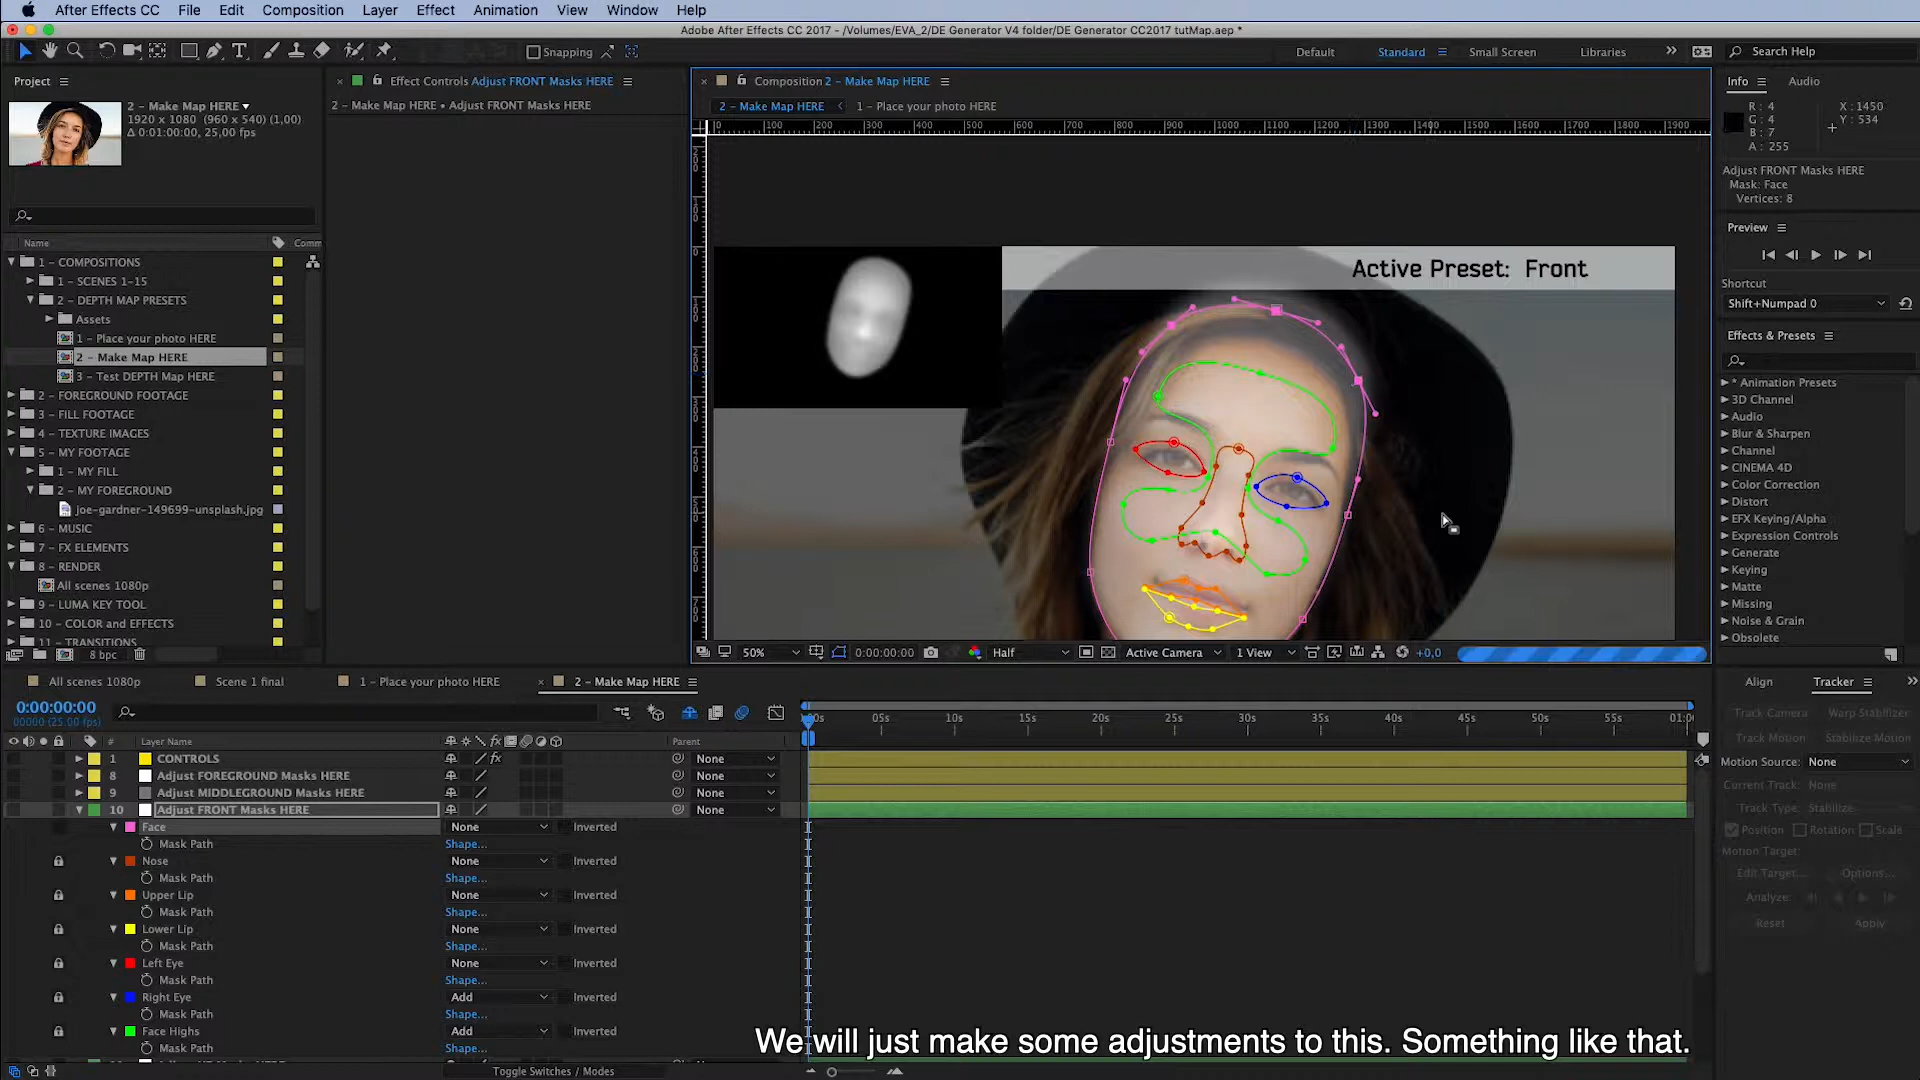 After Effects CC File Edit Composition Layer Effect Animation View Window Help
Adobe After Effects CC 2017 - /Volumes/EVA_2/DE Generator V4 folder/DE Generator CC2017 tutMap.aep *
Snapping Default Standard Small Screen Libraries Search Help
Project
2 - Make Map HERE
1920 x 1080 (960 x 540) (1,00)
Δ 0:01:00:00, 25,00 fps
Name Comm
1 - COMPOSITIONS
1 - SCENES 1-15
2 - DEPTH MAP PRESETS
Assets
1 - Place your photo HERE
2 - Make Map HERE
3 - Test DEPTH Map HERE
2 - FOREGROUND FOOTAGE
3 - FILL FOOTAGE
4 - TEXTURE IMAGES
5 - MY FOOTAGE
1 - MY FILL
2 - MY FOREGROUND
joe-gardner-149699-unsplash.jpg
6 - MUSIC
7 - FX ELEMENTS
8 - RENDER
All scenes 1080p
9 - LUMA KEY TOOL
10 - COLOR and EFFECTS
11 - TRANSITIONS
8 bpc
Effect Controls Adjust FRONT Masks HERE
2 - Make Map HERE • Adjust FRONT Masks HERE
Composition 2 - Make Map HERE
2 - Make Map HERE 1 - Place your photo HERE
0 100 200 300 400 500 600 700 800 900 1000 1100 1200 1300 1400 1500 1600 1700 1800 1900
Active Preset: Front
50% 0:00:00:00 Half Active Camera 1 View +0,0
Info Audio
R: 4
G: 4
B: 7
A: 255
X: 1450
Y: 534
Adjust FRONT Masks HERE
Mask: Face
Vertices: 8
Preview
Shortcut
Shift+Numpad 0
Effects & Presets
* Animation Presets
3D Channel
Audio
Blur & Sharpen
Channel
CINEMA 4D
Color Correction
Distort
EFX Keying/Alpha
Expression Controls
Generate
Keying
Matte
Missing
Noise & Grain
Obsolete
All scenes 1080p Scene 1 final 1 - Place your photo HERE 2 - Make Map HERE
0:00:00:00
00000 (25.00 fps)
05s 10s 15s 20s 25s 30s 35s 40s 45s 50s 55s
# Layer Name Parent
1 CONTROLS None
8 Adjust FOREGROUND Masks HERE None
9 Adjust MIDDLEGROUND Masks HERE None
10 Adjust FRONT Masks HERE None
Face None Inverted
Mask Path Shape...
Nose None Inverted
Mask Path Shape...
Upper Lip None Inverted
Mask Path Shape...
Lower Lip None Inverted
Mask Path Shape...
Left Eye None Inverted
Mask Path Shape...
Right Eye Add Inverted
Mask Path Shape...
Face Highs Add Inverted
Mask Path Shape...
Toggle Switches / Modes
Align Tracker
Track Camera Warp Stabilizer
Track Motion Stabilize Motion
Motion Source: None
Current Track: None
Track Type: Stabilize
Position Rotation Scale
Motion Target:
Edit Target... Options...
Analyze:
Reset Apply
We will just make some adjustments to this. Something like that.